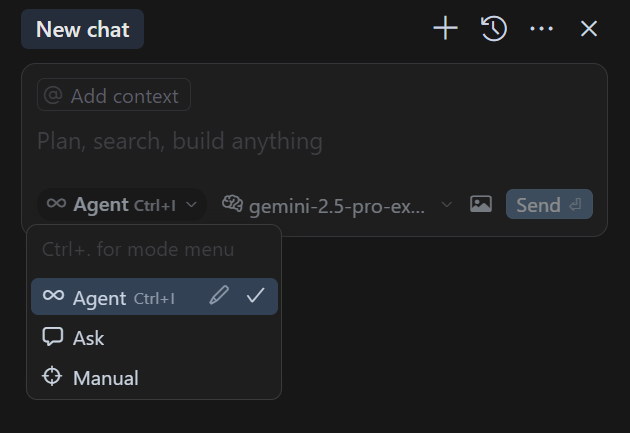 New chat
@ Add context
Plan, search, build anything
Agent Ctrl+I gemini-2.5-pro-ex... Send
Ctrl+. for mode menu
Agent Ctrl+I
Ask
Manual